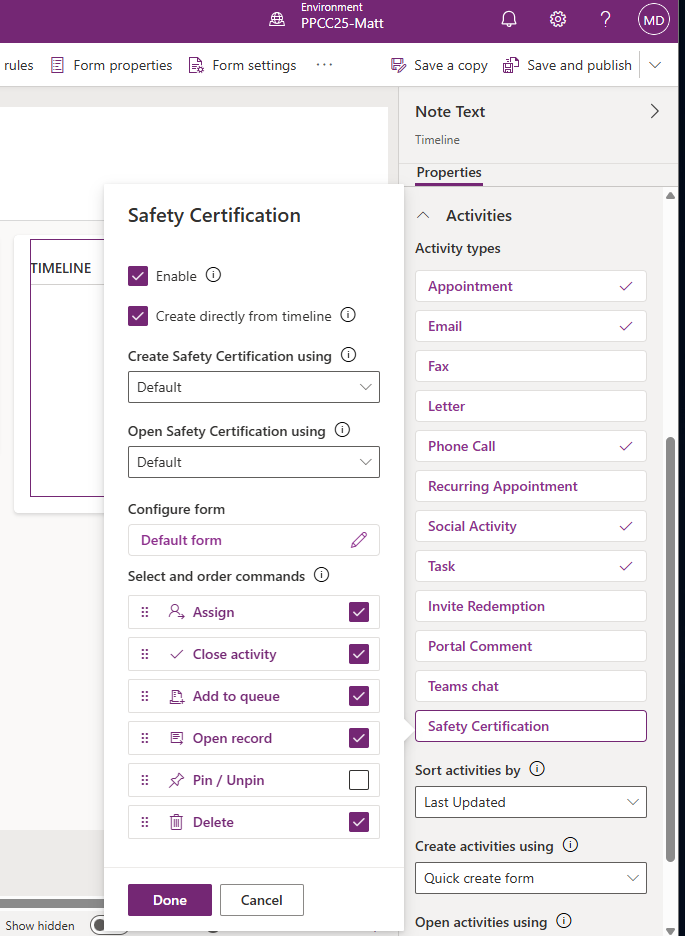 Environment
PPCC25-Matt
MD
rules
Form properties
Form settings
···
Save a copy
Save and publish
Note Text
Timeline
Properties
TIMELINE
Safety Certification
Enable
Create directly from timeline
Create Safety Certification using
Default
Open Safety Certification using
Default
Configure form
Default form
Select and order commands
Assign
Close activity
Add to queue
Open record
Pin / Unpin
Delete
Done
Cancel
Activities
Activity types
Appointment
Email
Fax
Letter
Phone Call
Recurring Appointment
Social Activity
Task
Invite Redemption
Portal Comment
Teams chat
Safety Certification
Sort activities by
Last Updated
Create activities using
Quick create form
Open activities using
Show hidden